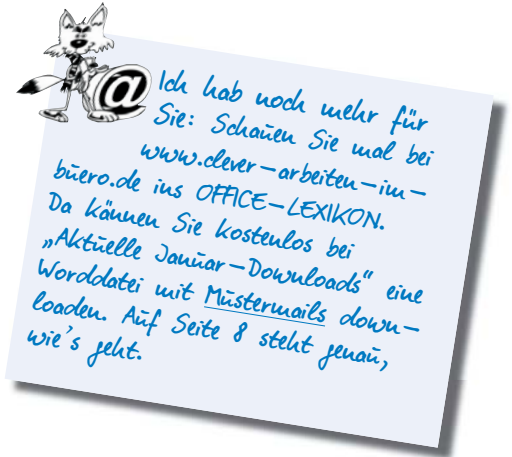 @
Ich hab noch mehr für
Sie: Schauen Sie mal bei
www.clever-arbeiten-im-
buero.de ins OFFICE-LEXIKON.
Da kännen Sie kostenlos bei
„Aktuelle Januar-Downloads“ eine
Worddatei mit Mustermails down-
loaden. Auf Seite 8 steht genau,
wie's geht.